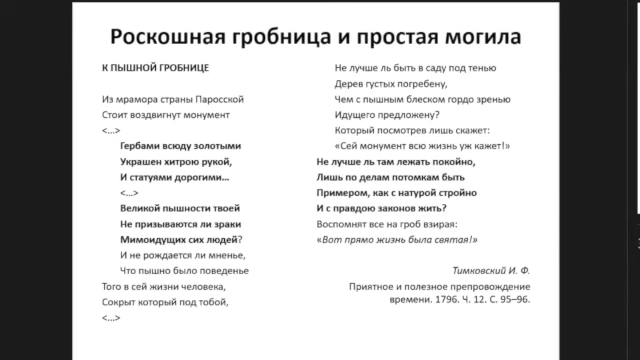 Роскошная гробница и простая могила
К ПЫШНОЙ ГРОБНИЦЕ
Из мрамора страны Паросской
Стоит воздвигнут монумент
<...>
Гербами всюду золотыми
Украшен хитрою рукой,
И статуями дорогими...
<...>
Великой пышности твоей
Не призываются ли зраки
Мимоидущих сих людей?
И не рождается ли мненье,
Что пышно было поведенье
Того в сей жизни человека,
Сокрыт который под тобой,
<...>
Не лучше ль быть в саду под тенью
Дерев густых погребену,
Чем с пышным блеском гордо зренью
Идущего предложену?
Который посмотрев лишь скажет:
«Сей монумент всю жизнь уж кажет!»
Не лучше ль там лежать покойно,
Лишь по делам потомкам быть
Примером, как с натурой стройно
И с правдою законов жить?
Воспомнят все на гроб взирая:
«Вот прямо жизнь была святая!»
Тимковский И. Ф.
Приятное и полезное препровождение
времени. 1796. Ч. 12. С. 95–96.